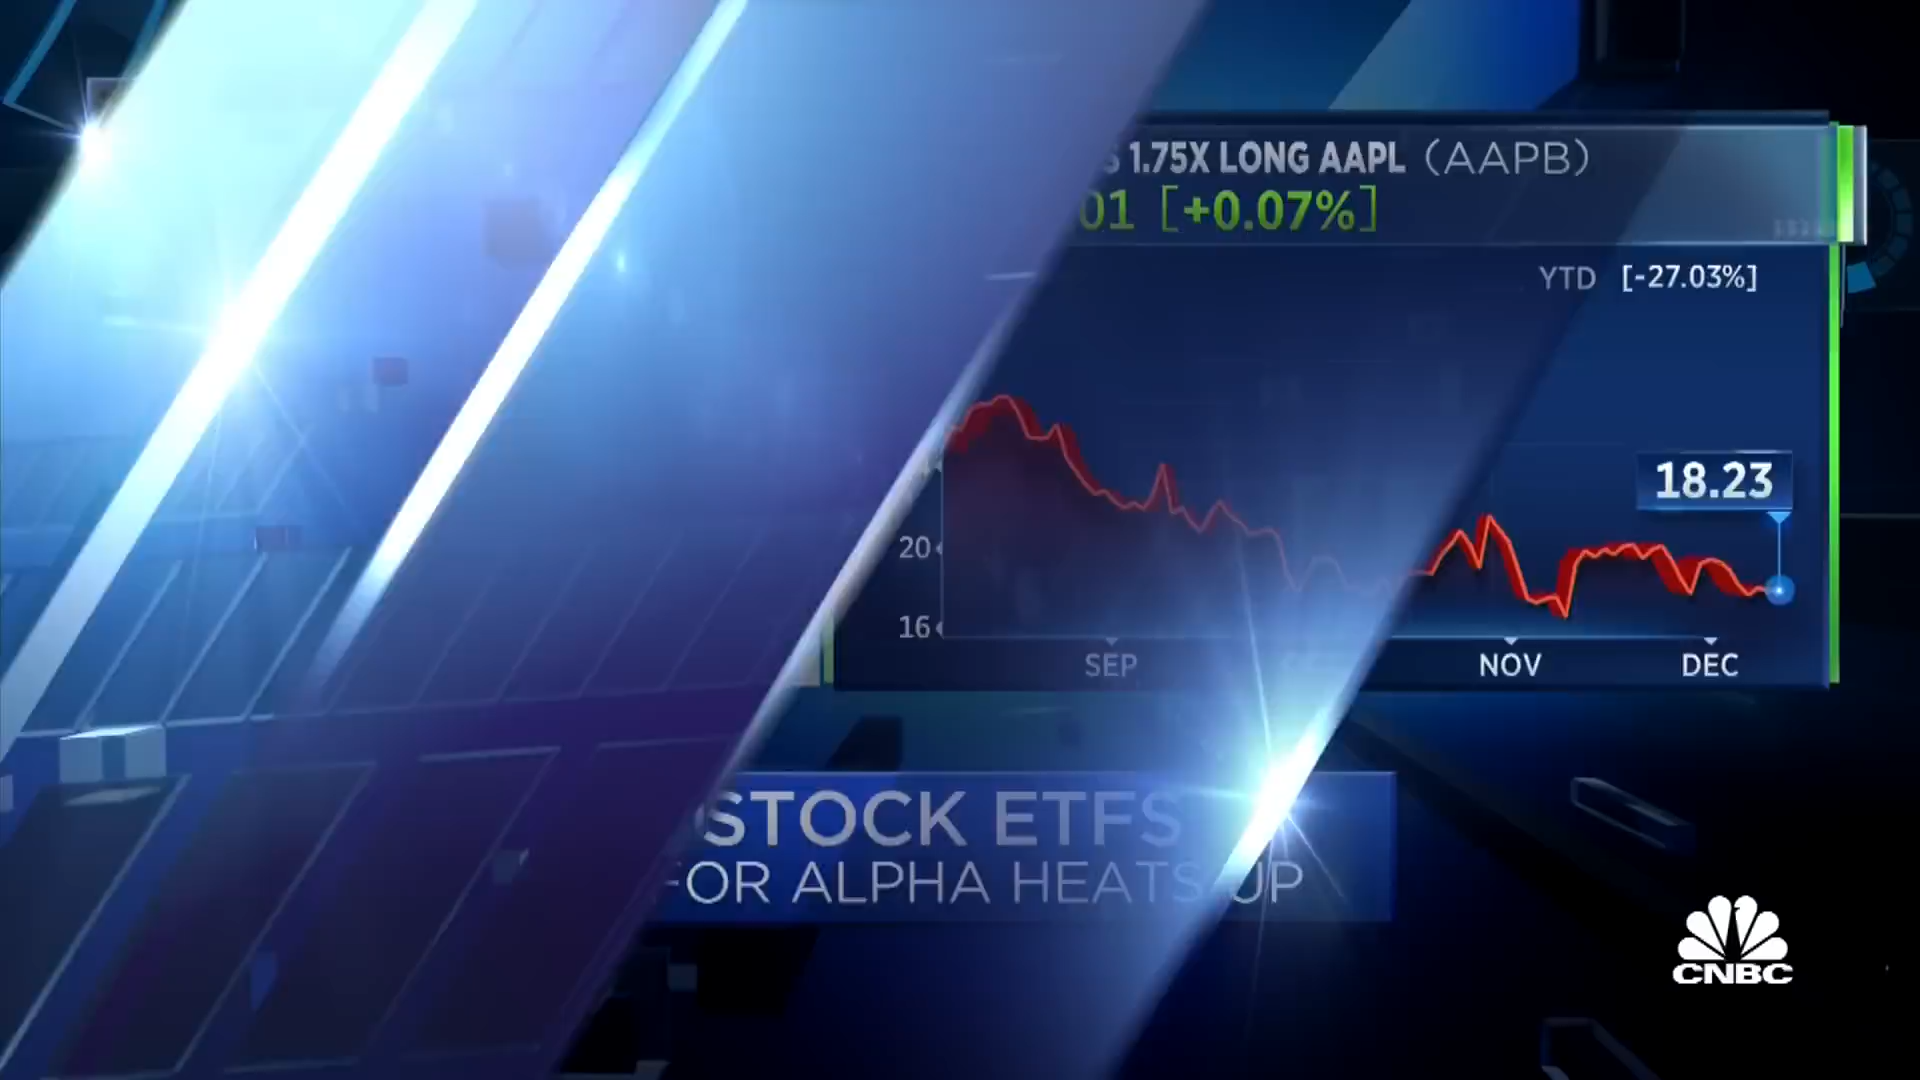 1.75X LONG AAPL (AAPB)
01 [+0.07%]
YTD [-27.03%]
18.23
20
16
SEP NOV DEC
STOCK ETFS
FOR ALPHA HEATS UP
CNBC